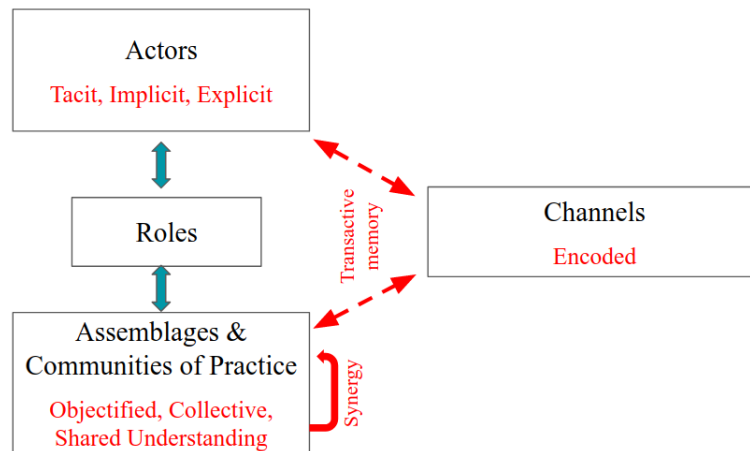 Actors
Tacit, Implicit, Explicit
Roles
Transactive
memory
Channels
Encoded
Assemblages &
Communities of Practice
Objectified, Collective,
Shared Understanding
Synergy